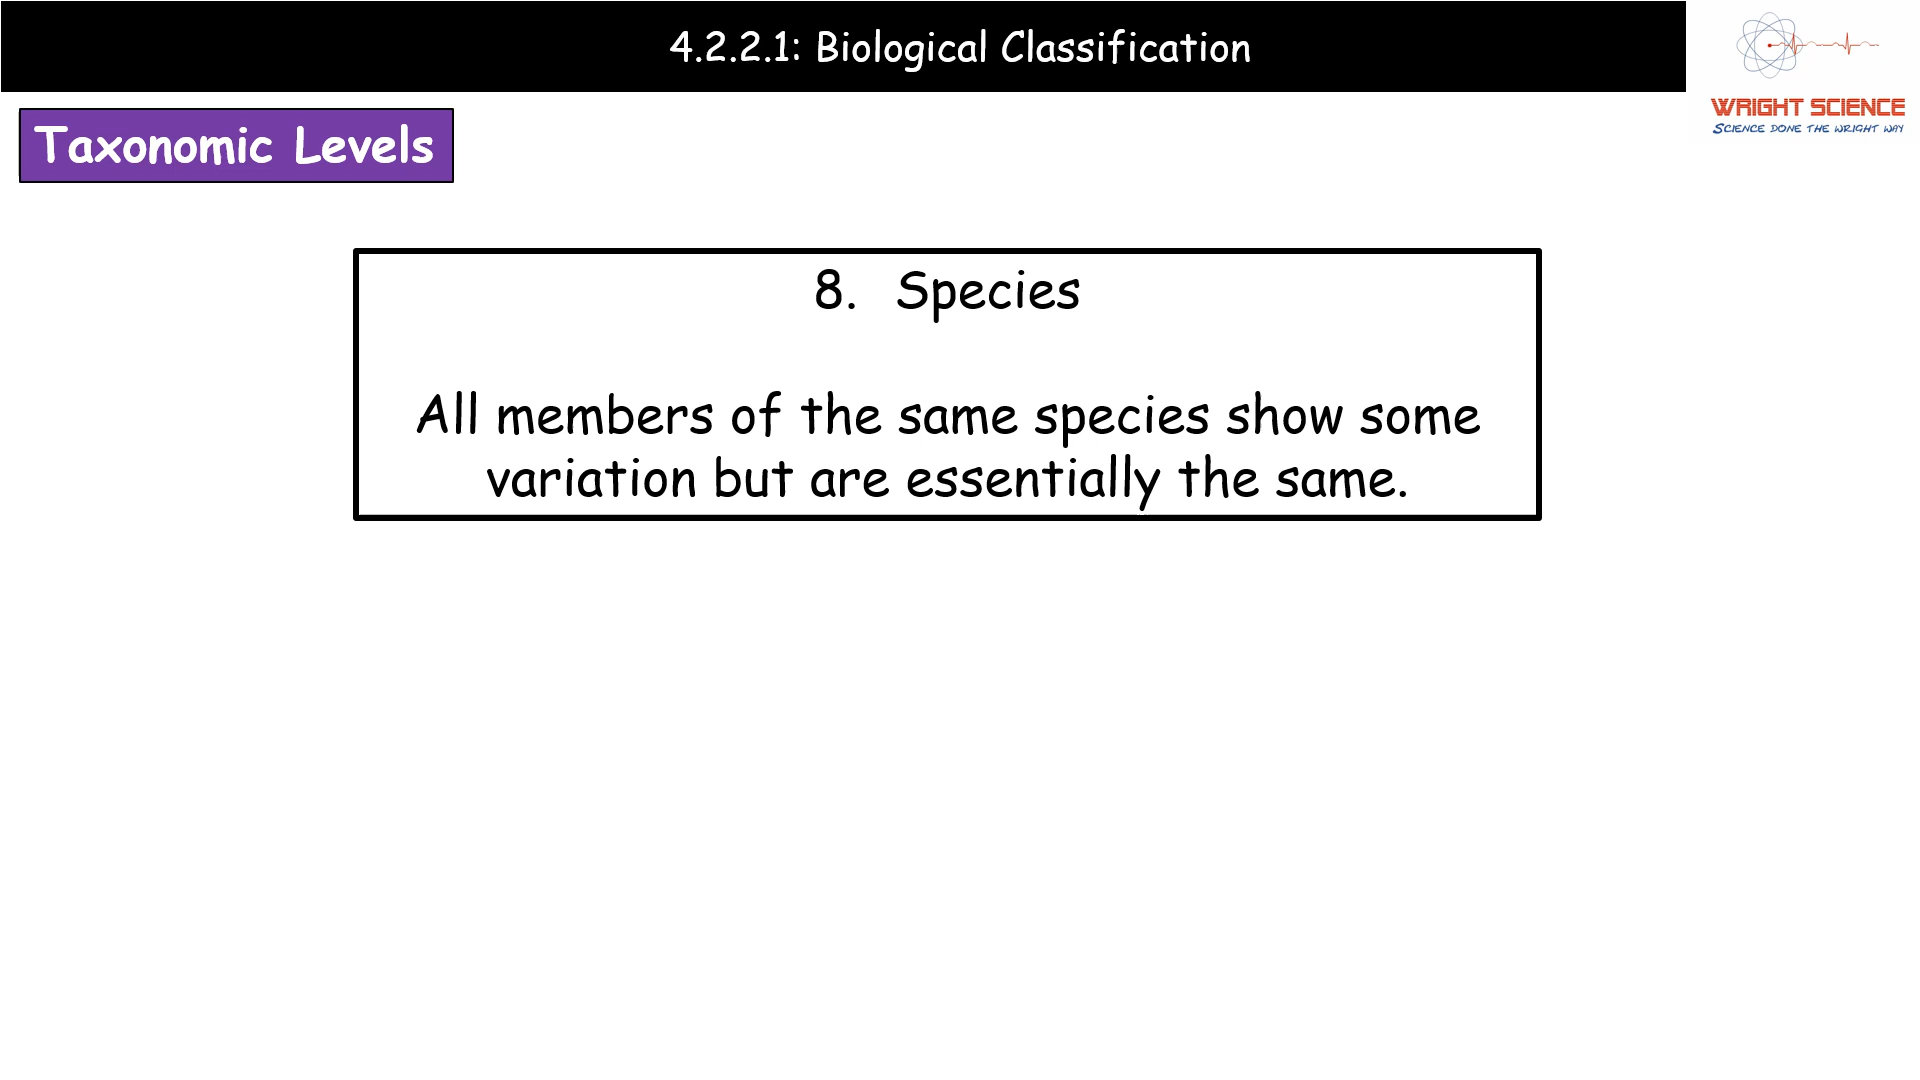 4.2.2.1: Biological Classification
WRIGHT SCIENCE
SCIENCE DONE THE WRIGHT WAY
Taxonomic Levels
8. Species
All members of the same species show some
variation but are essentially the same.